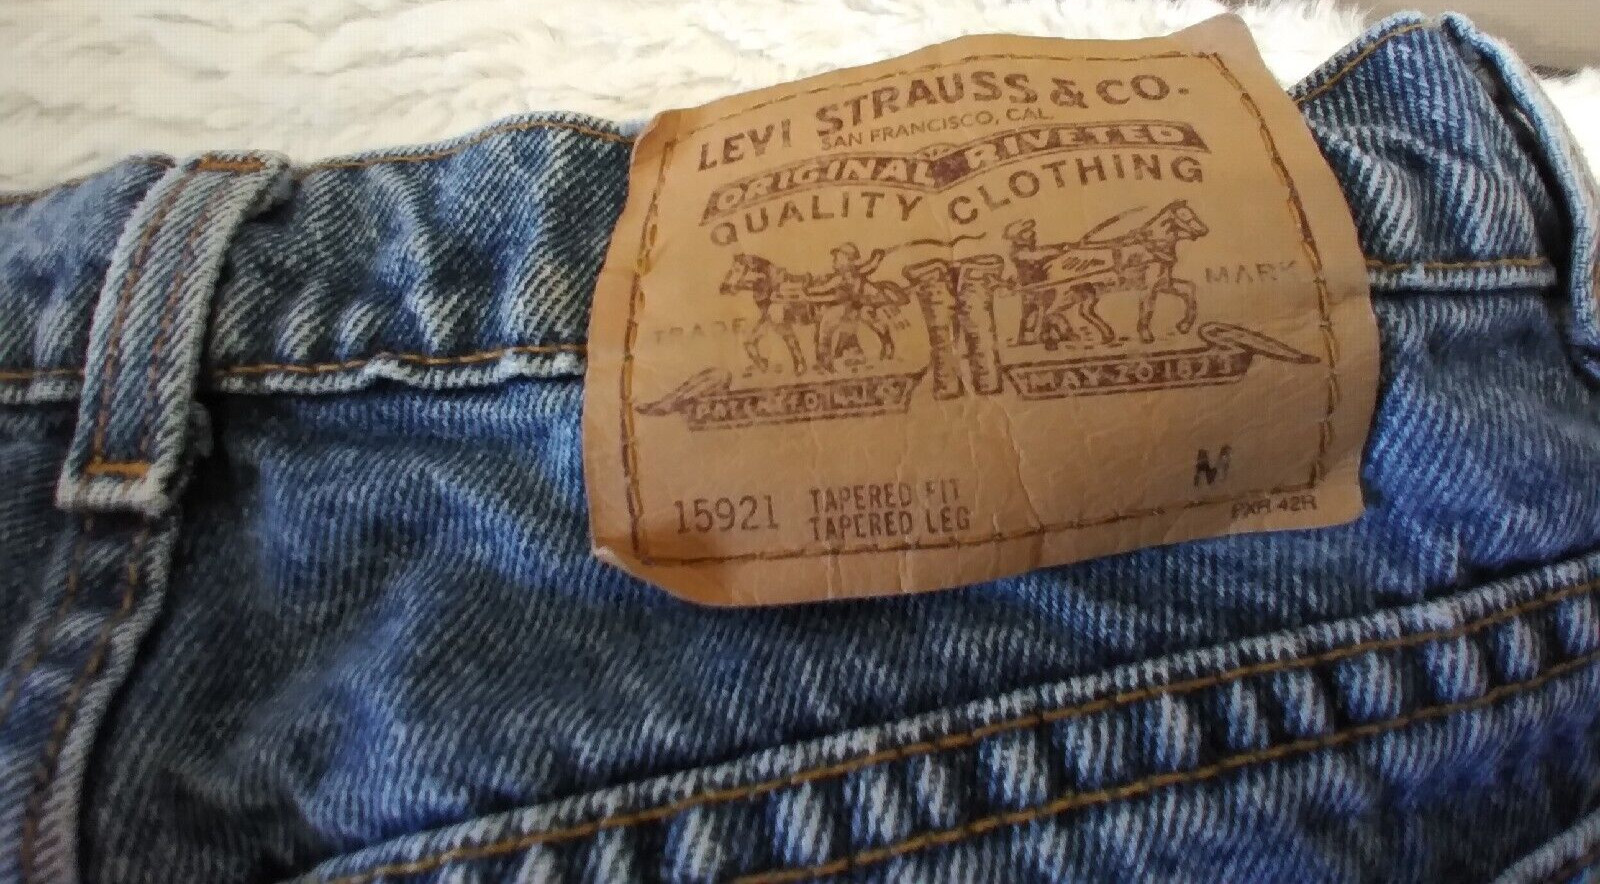 LEVI STRAUSS & CO.
SAN FRANCISCO, CAL.
ORIGINAL RIVETED
QUALITY CLOTHING
TRADE MARK
MAY 20 1873
M
15921 TAPERED FIT
TAPERED LEG
PXR 42R